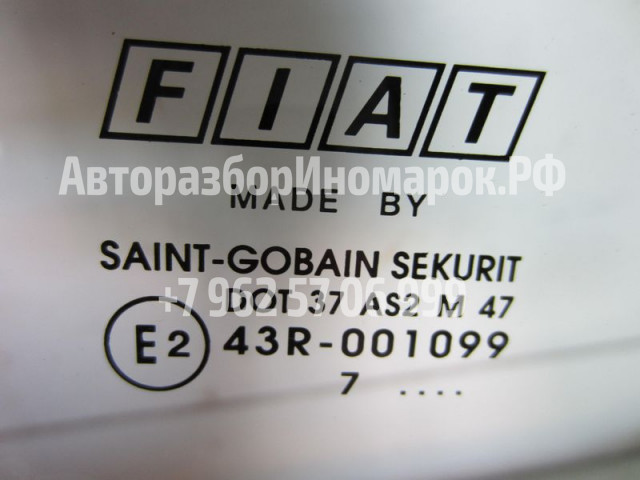 FIAT
АвторазборИномарок.РФ
MADE BY
SAINT-GOBAIN SEKURIT
+7 962 57 06 999
DOT 37 AS2 M 47
E2 43R-001099
7 ....